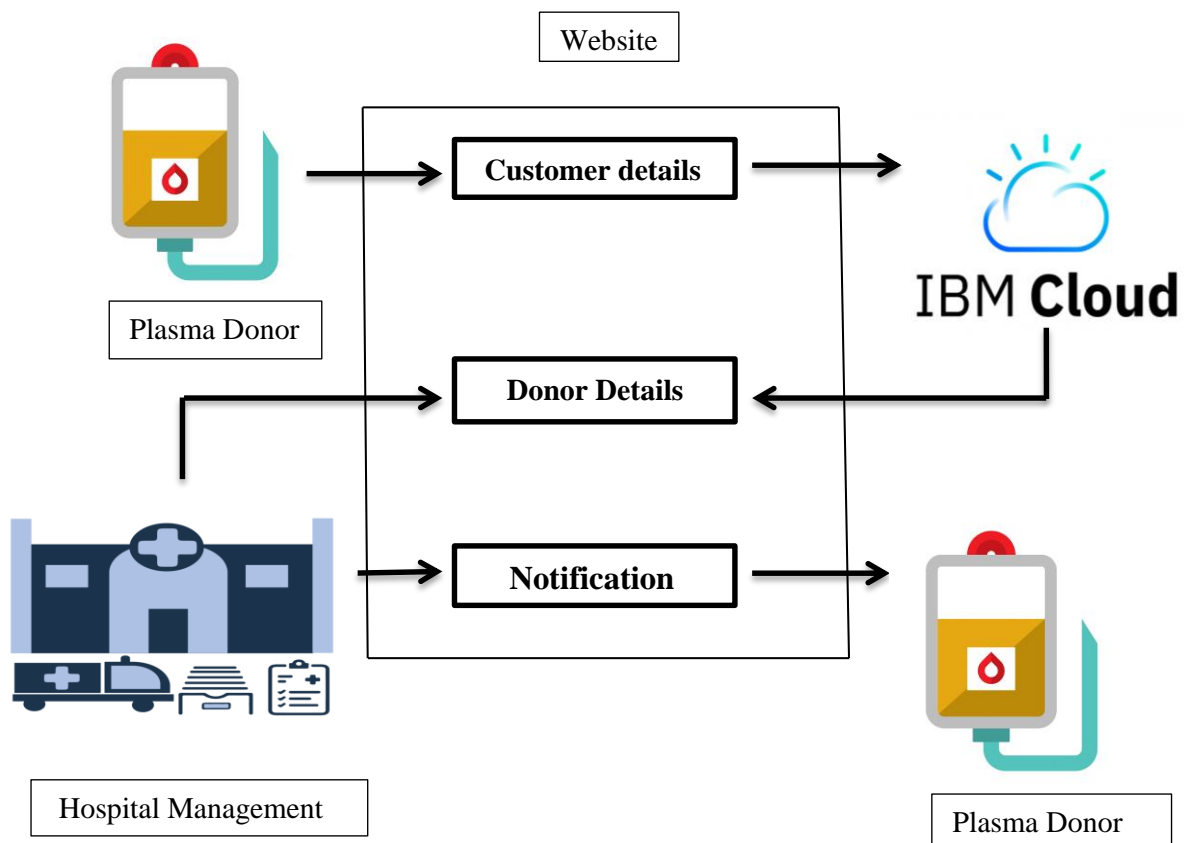 Website
Customer details
IBM Cloud
Plasma Donor
Donor Details
Notification
Hospital Management
Plasma Donor